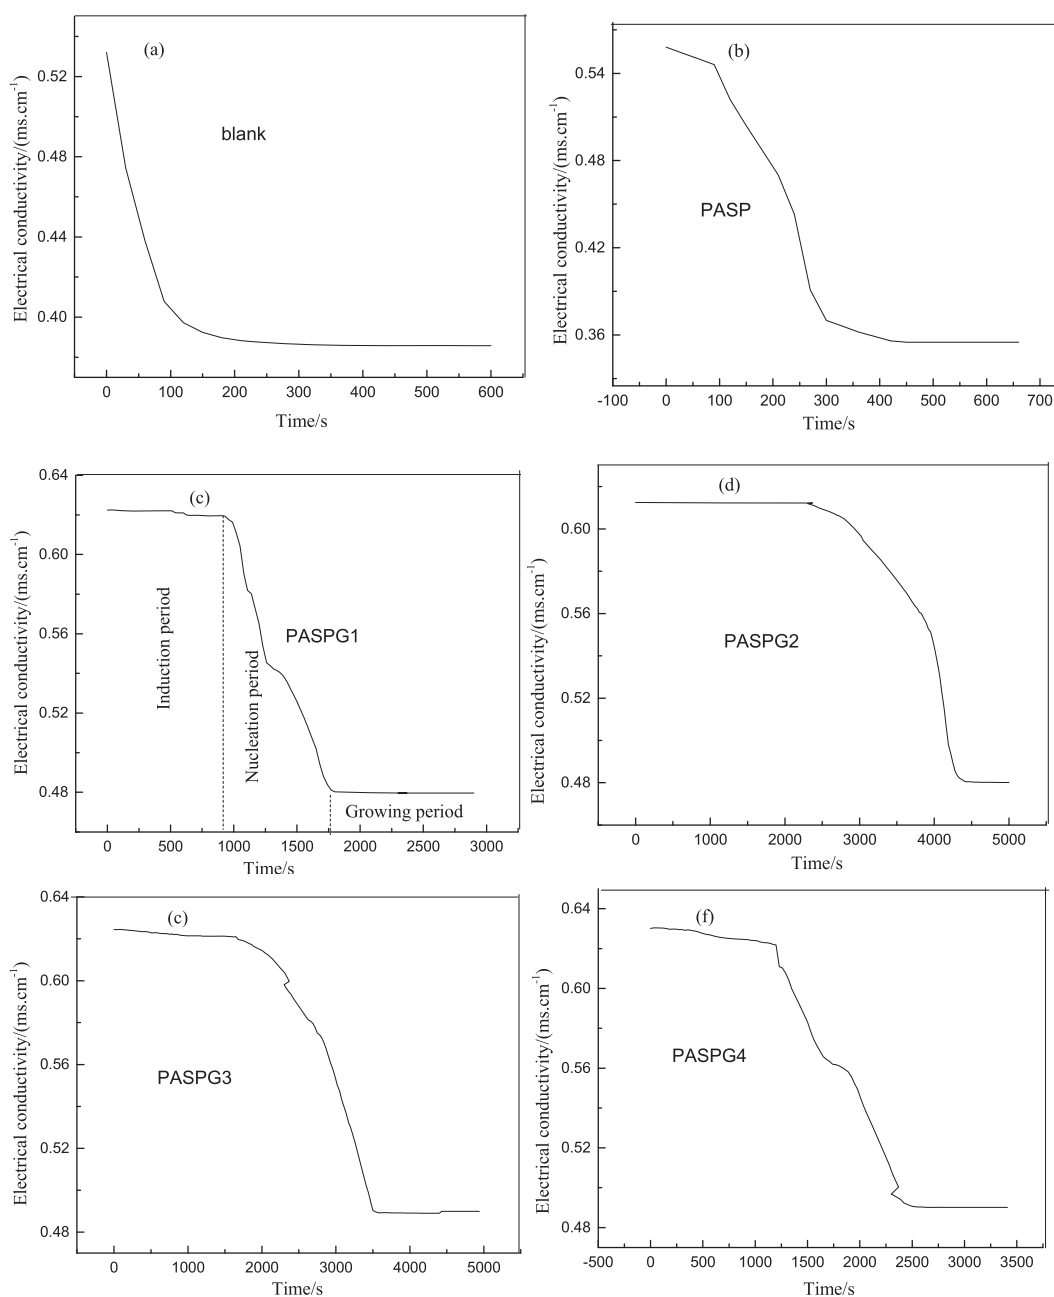 (a)
blank
Electrical conductivity/(ms.cm-1)
0.52
0.48
0.44
0.40
0 100 200 300 400 500 600
Time/s
(b)
PASP
Electrical conductivity/(ms.cm-1)
0.54
0.48
0.42
0.36
-100 0 100 200 300 400 500 600 700
Time/s
(c)
PASPG1
Induction period
Nucleation period
Growing period
Electrical conductivity/(ms.cm-1)
0.64
0.60
0.56
0.52
0.48
0 500 1000 1500 2000 2500 3000
Time/s
(d)
PASPG2
Electrical conductivity/(ms.cm-1)
0.60
0.56
0.52
0.48
0 1000 2000 3000 4000 5000
Time/s
(c)
PASPG3
Electrical conductivity/(ms.cm-1)
0.64
0.60
0.56
0.52
0.48
0 1000 2000 3000 4000 5000
Time/s
(f)
PASPG4
Electrical conductivity/(ms.cm-1)
0.64
0.60
0.56
0.52
0.48
-500 0 500 1000 1500 2000 2500 3000 3500
Time/s